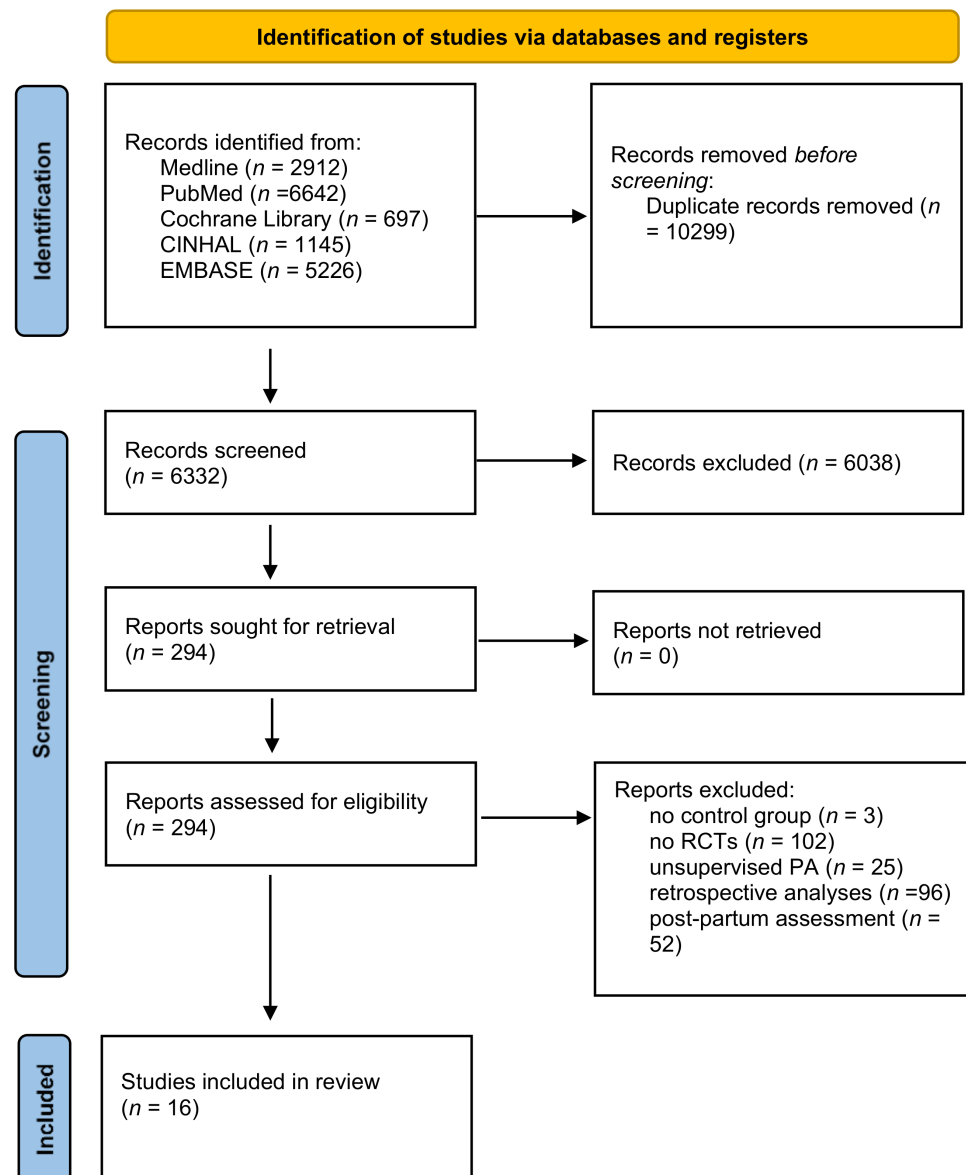 Identification of studies via databases and registers
Identification
Records identified from:
Medline (n = 2912)
PubMed (n =6642)
Cochrane Library (n = 697)
CINHAL (n = 1145)
EMBASE (n = 5226)
Records removed before
screening:
Duplicate records removed (n
= 10299)
Screening
Records screened
(n = 6332)
Records excluded (n = 6038)
Reports sought for retrieval
(n = 294)
Reports not retrieved
(n = 0)
Reports assessed for eligibility
(n = 294)
Reports excluded:
no control group (n = 3)
no RCTs (n = 102)
unsupervised PA (n = 25)
retrospective analyses (n =96)
post-partum assessment (n =
52)
Included
Studies included in review
(n = 16)